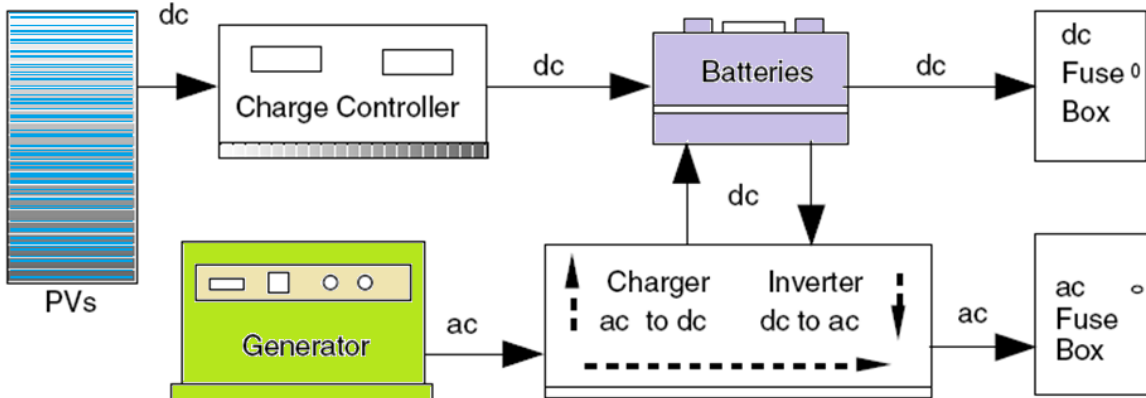 dc
Charge Controller
dc
Batteries
dc
dc
Fuse
Box
PVs
dc
Generator
ac
Charger
ac to dc
Inverter
dc to ac
ac
ac
Fuse
Box